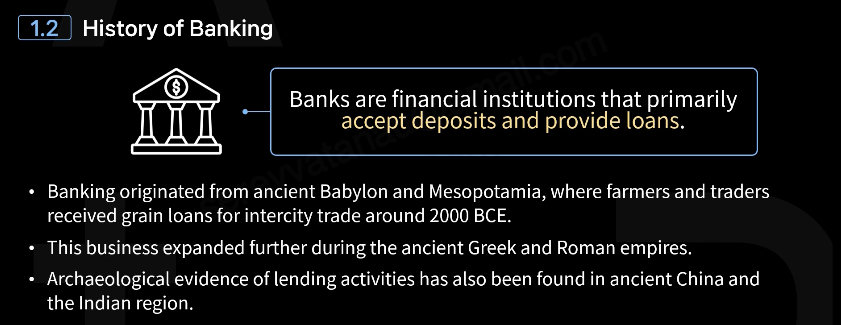 1.2 History of Banking
$
Banks are financial institutions that primarily
accept deposits and provide loans.
• Banking originated from ancient Babylon and Mesopotamia, where farmers and traders
received grain loans for intercity trade around 2000 BCE.
• This business expanded further during the ancient Greek and Roman empires.
• Archaeological evidence of lending activities has also been found in ancient China and
the Indian region.